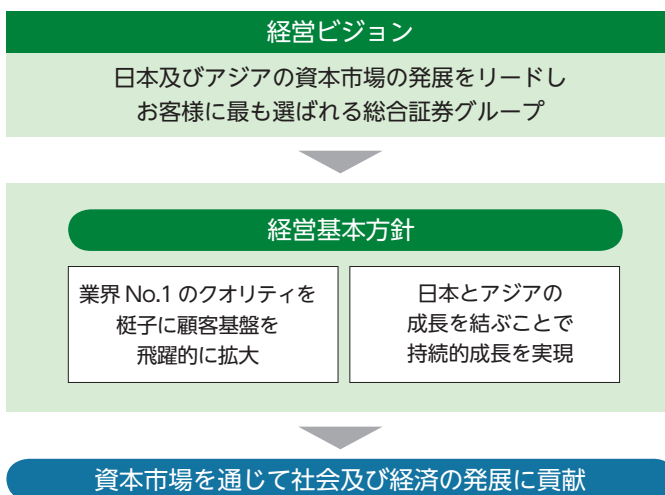 経営ビジョン
日本及びアジアの資本市場の発展をリードし
お客様に最も選ばれる総合証券グループ
経営基本方針
業界 No.1 のクオリティを
梃子に顧客基盤を
飛躍的に拡大
日本とアジアの
成長を結ぶことで
持続的成長を実現
資本市場を通じて社会及び経済の発展に貢献